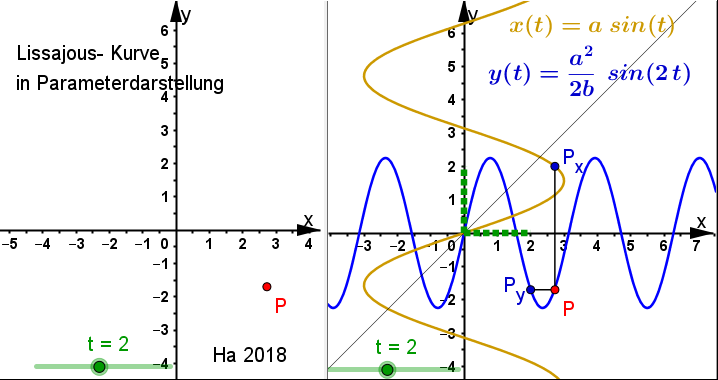 y
6
Lissajous- Kurve
5
in Parameterdarstellung
4
3
2
1
x
−5 −4 −3 −2 −1 0 1 2 3 4
−1
−2
P
−3
t = 2
Ha 2018
−4
y
x(t) = a sin(t)
6
y(t) = a² / 2b sin(2 t)
5
4
3
P_x
2
1
x
−3 −2 −1 0 1 2 3 4 5 6 7
−1
P_y
−2
P
−3
t = 2
−4